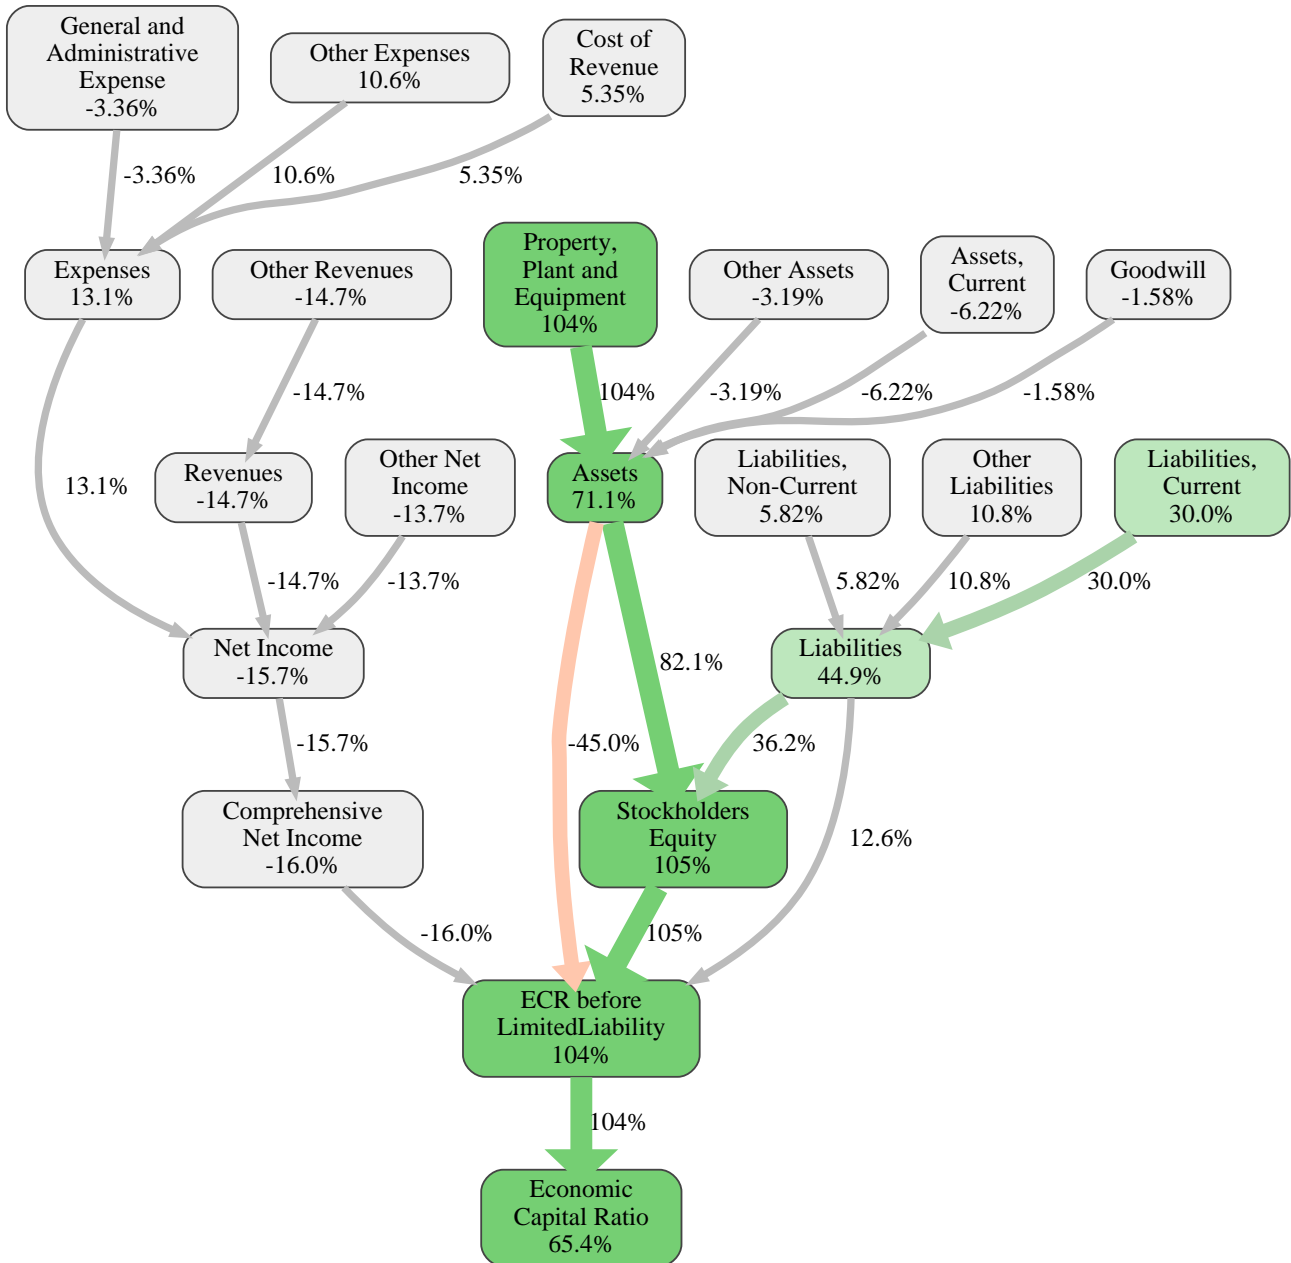 General and
Administrative
Expense
-3.36%
Other Expenses
10.6%
Cost of
Revenue
5.35%
-3.36%
10.6%
5.35%
Expenses
13.1%
Other Revenues
-14.7%
Property,
Plant and
Equipment
104%
Other Assets
-3.19%
Assets,
Current
-6.22%
Goodwill
-1.58%
-14.7%
104%
-3.19%
-6.22%
-1.58%
13.1%
Revenues
-14.7%
Other Net
Income
-13.7%
Assets
71.1%
Liabilities,
Non-Current
5.82%
Other
Liabilities
10.8%
Liabilities,
Current
30.0%
-14.7%
-13.7%
5.82%
10.8%
30.0%
Net Income
-15.7%
82.1%
Liabilities
44.9%
-15.7%
-45.0%
36.2%
Comprehensive
Net Income
-16.0%
Stockholders
Equity
105%
12.6%
-16.0%
105%
ECR before
LimitedLiability
104%
104%
Economic
Capital Ratio
65.4%